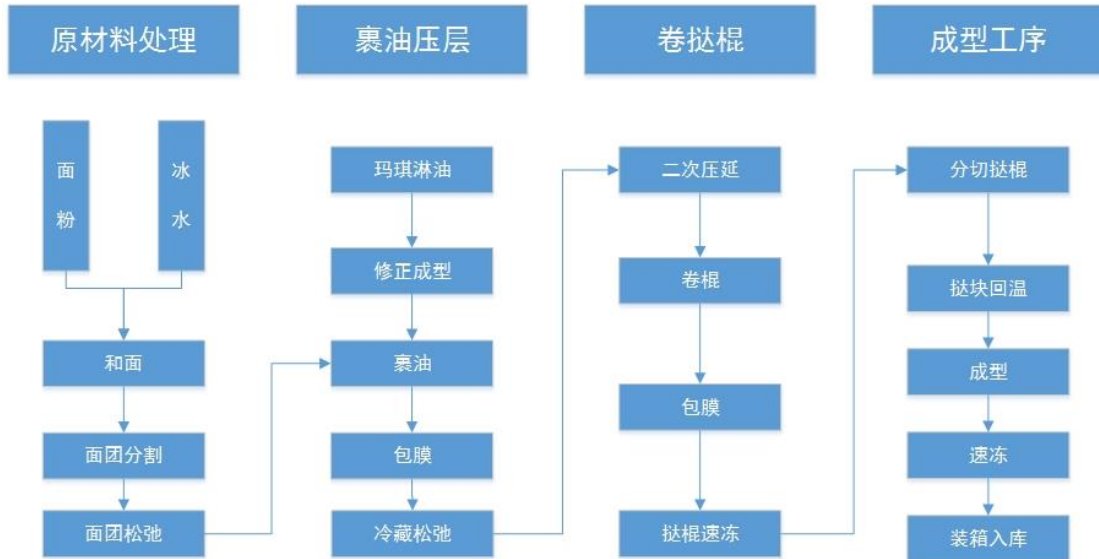 原材料处理
裹油压层
卷挞棍
成型工序
面粉
冰水
和面
面团分割
面团松弛
玛琪淋油
修正成型
裹油
包膜
冷藏松弛
二次压延
卷棍
包膜
挞棍速冻
分切挞棍
挞块回温
成型
速冻
装箱入库